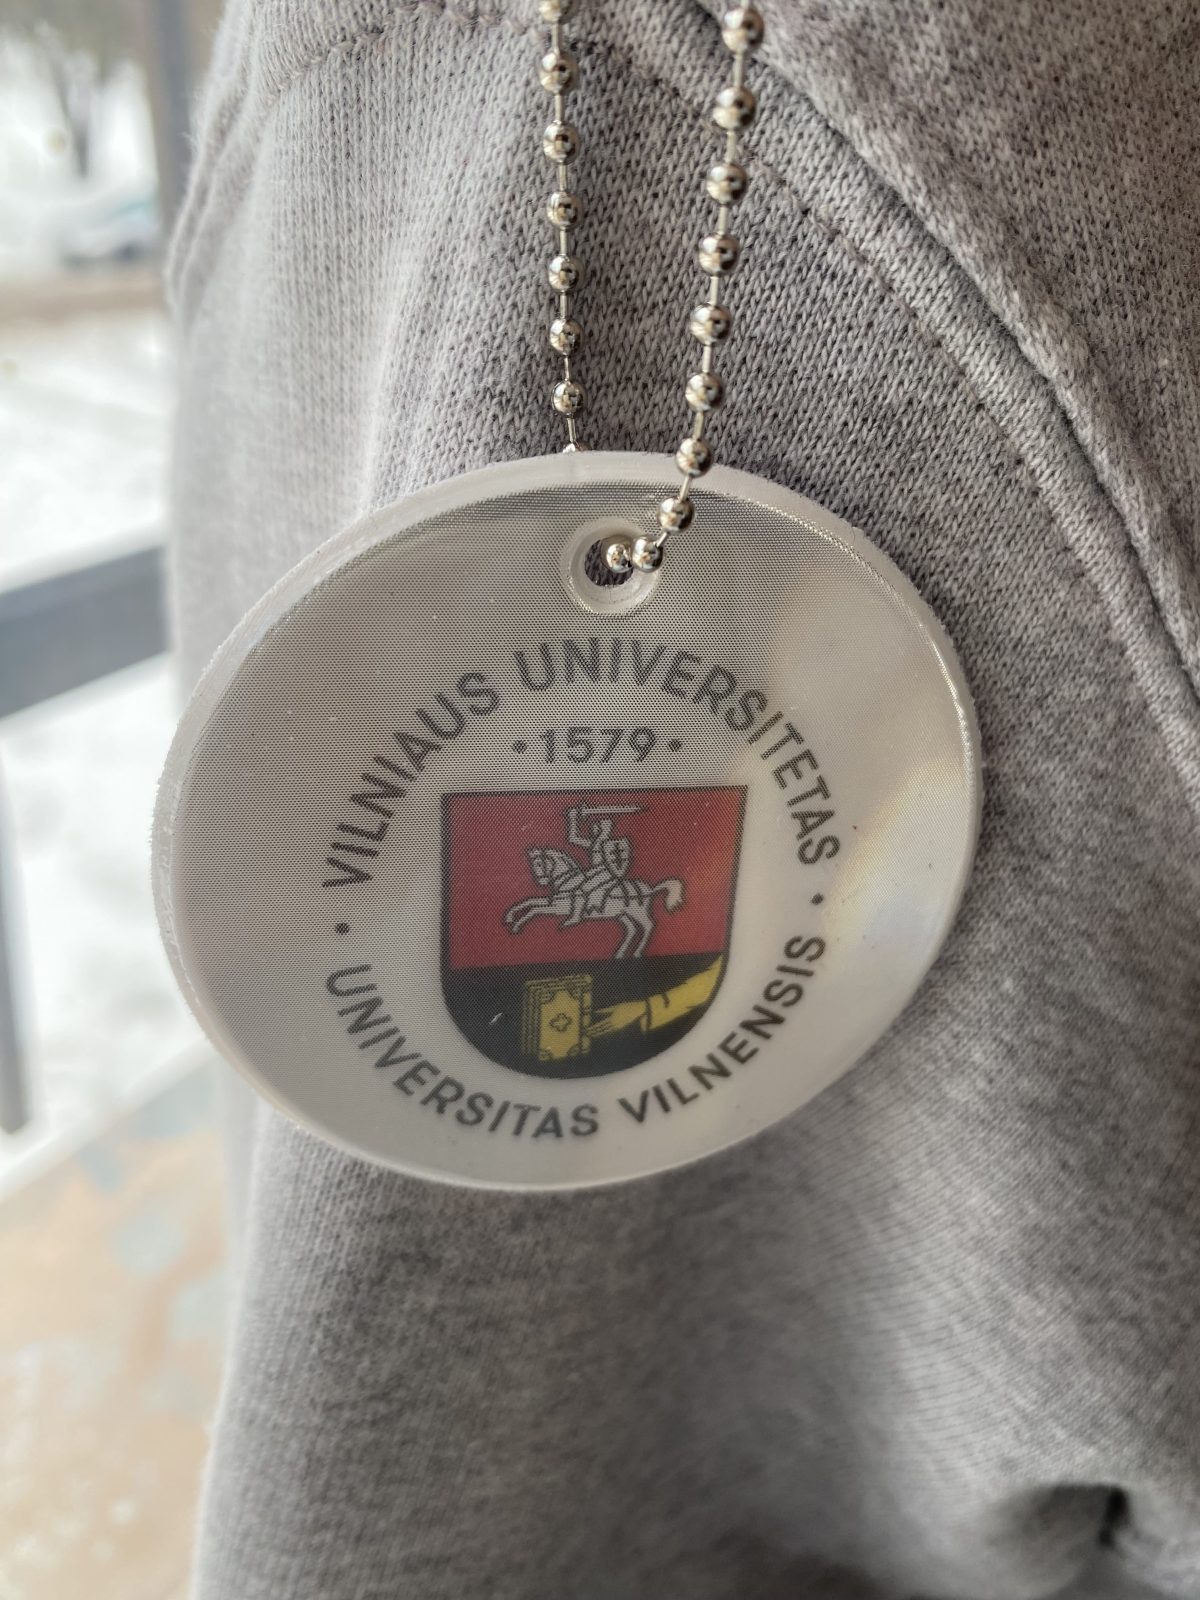 VILNIAUS UNIVERSITETAS
·1579·
· UNIVERSITAS VILNENSIS ·